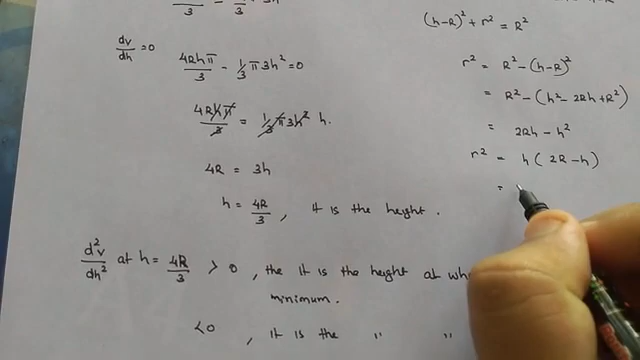 (h-R)² + r² = R²
dv/dh = 0
4Rhπ/3 - 1/3 π 3h² = 0
4Rhπ/3 = 1/3 π 3h² h.
4R = 3h
h = 4R/3 , it is the height .
d²v/dh² at h = 4R/3 > 0 , the it is the height at
minimum.
<0 , it is the " "
r² = R² - (h-R)²
= R² - (h² - 2Rh + R²)
= 2Rh - h²
r² = h ( 2R - h)
=